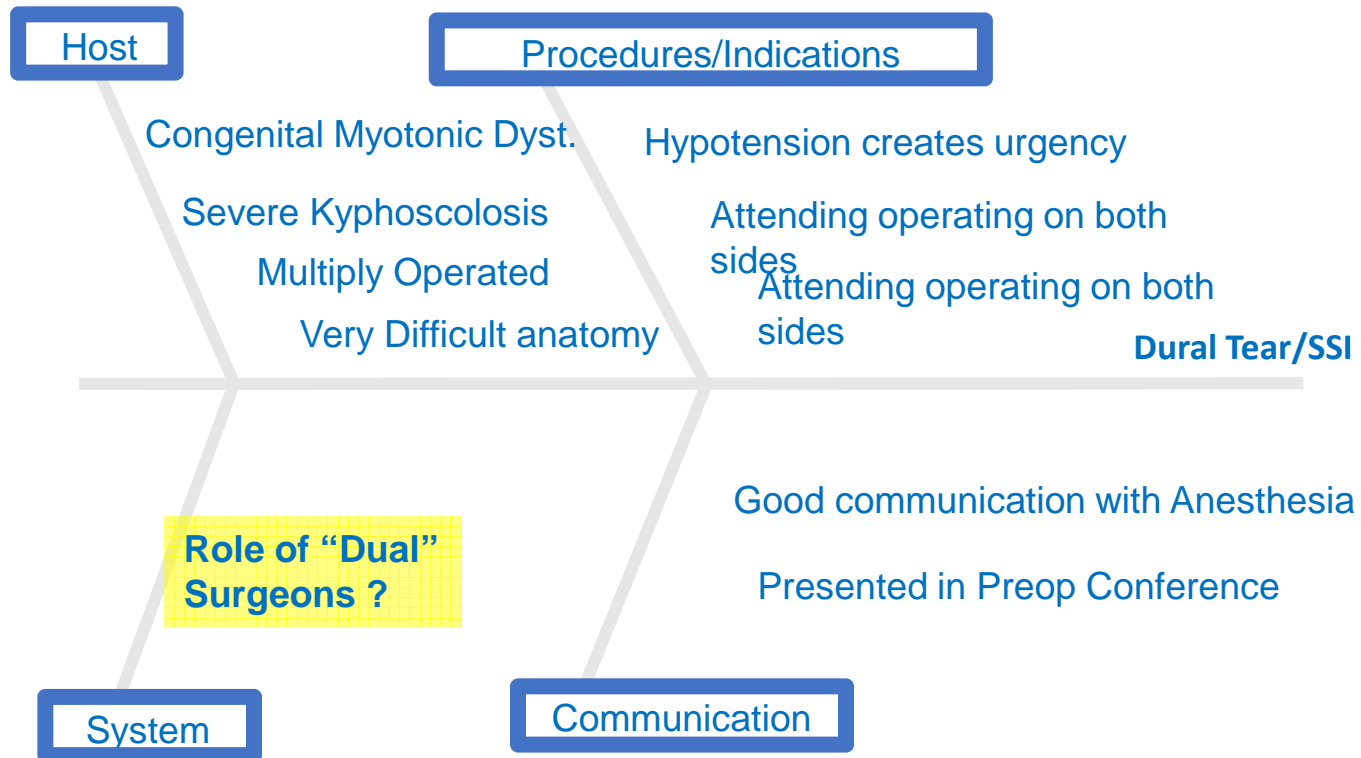 Host
Procedures/Indications
Congenital Myotonic Dyst.
Hypotension creates urgency
Severe Kyphoscolosis
Attending operating on both
sides
Multiply Operated
Attending operating on both
sides
Very Difficult anatomy
Dural Tear/SSI
Good communication with Anesthesia
Role of “Dual”
Surgeons ?
Presented in Preop Conference
System
Communication